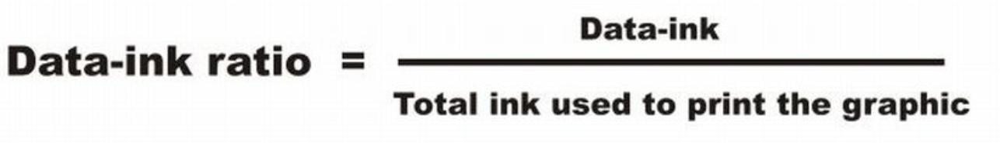 Data-ink
Data-ink ratio =
Total ink used to print the graphic